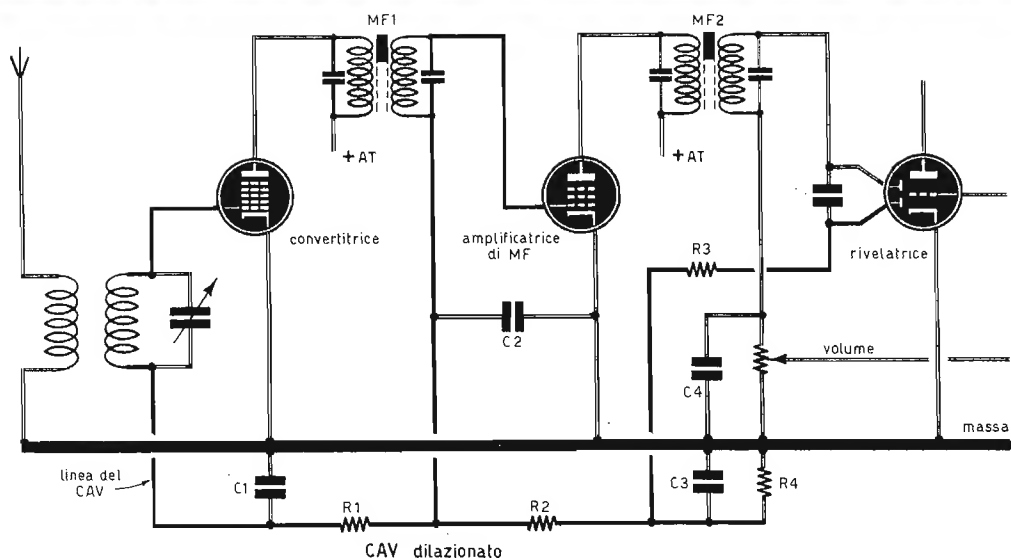 MF1
MF2
+ AT
+ AT
convertitrice
amplificatrice
di MF
rivelatrice
R3
C2
volume
C4
massa
linea del
CAV
C1
R1
R2
C3
R4
CAV dilazionato